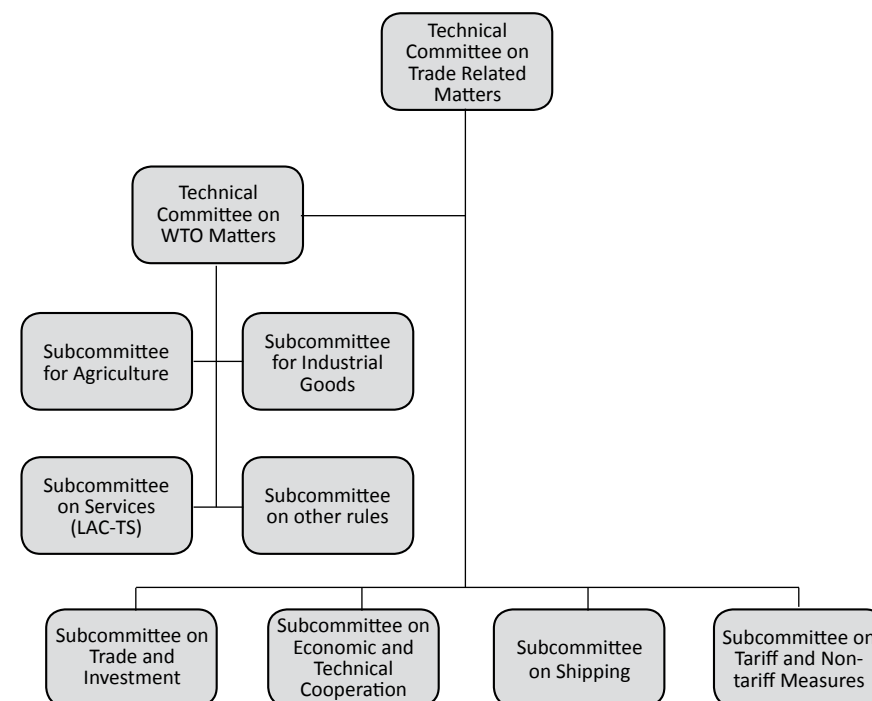 Technical
Committee on
Trade Related
Matters
Technical
Committee on
WTO Matters
Subcommittee
for Agriculture
Subcommittee
for Industrial
Goods
Subcommittee
on Services
(LAC-TS)
Subcommittee
on other rules
Subcommittee on
Trade and
Investment
Subcommittee on
Economic and
Technical
Cooperation
Subcommittee
on Shipping
Subcommittee on
Tariff and Non-
tariff Measures